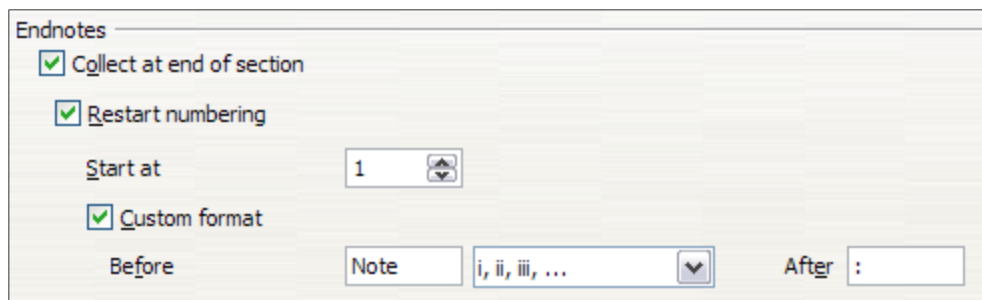 Endnotes
Collect at end of section
Restart numbering
Start at 1
Custom format
Before Note i, ii, iii, ... After :